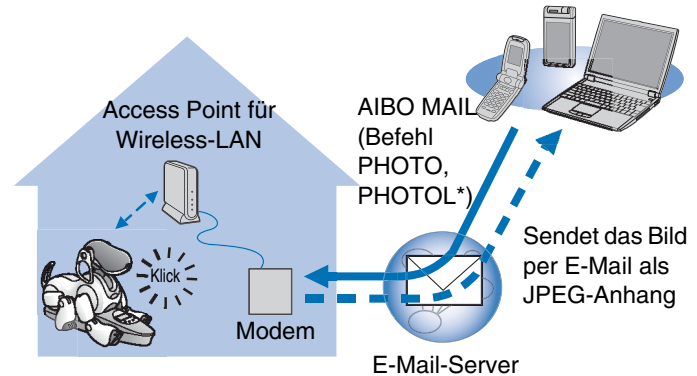 Access Point für
Wireless-LAN
AIBO MAIL
(Befehl
PHOTO,
PHOTOL*)
Klick
Modem
Sendet das Bild
per E-Mail als
JPEG-Anhang
E-Mail-Server